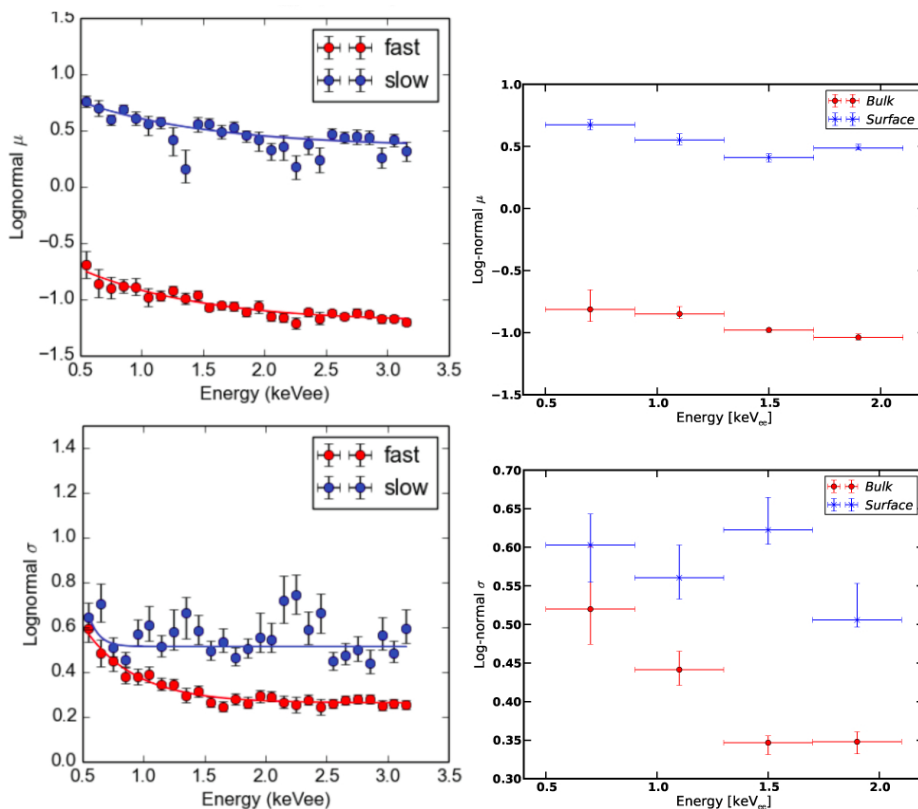 1.5
1.0
0.5
0.0
−0.5
−1.0
−1.5
Lognormal μ
fast
slow
0.5 1.0 1.5 2.0 2.5 3.0 3.5
Energy (keVee)
1.0
0.5
0.0
−0.5
−1.0
−1.5
Log-normal μ
Bulk
Surface
0.5 1.0 1.5 2.0
Energy [keVee]
1.4
1.2
1.0
0.8
0.6
0.4
0.2
0.0
Lognormal σ
fast
slow
0.5 1.0 1.5 2.0 2.5 3.0 3.5
Energy (keVee)
0.70
0.65
0.60
0.55
0.50
0.45
0.40
0.35
0.30
Log-normal σ
Bulk
Surface
0.5 1.0 1.5 2.0
Energy [keVee]